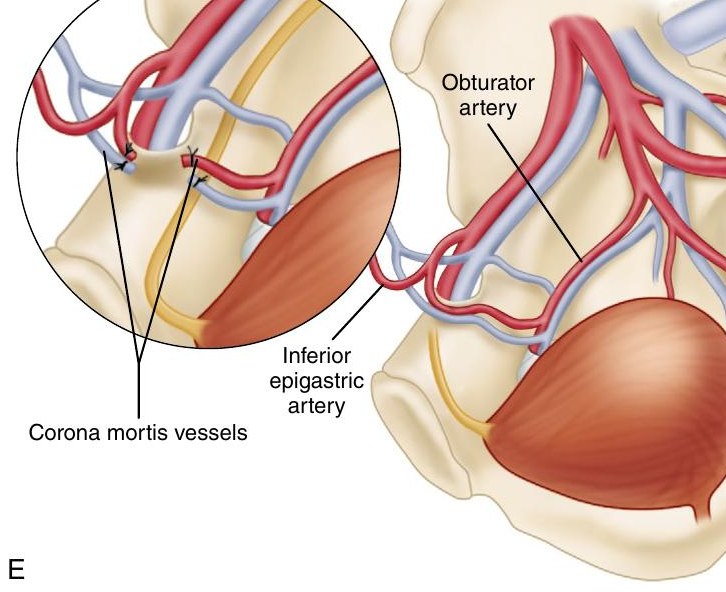 Obturator
artery
Inferior
epigastric
artery
Corona mortis vessels
E